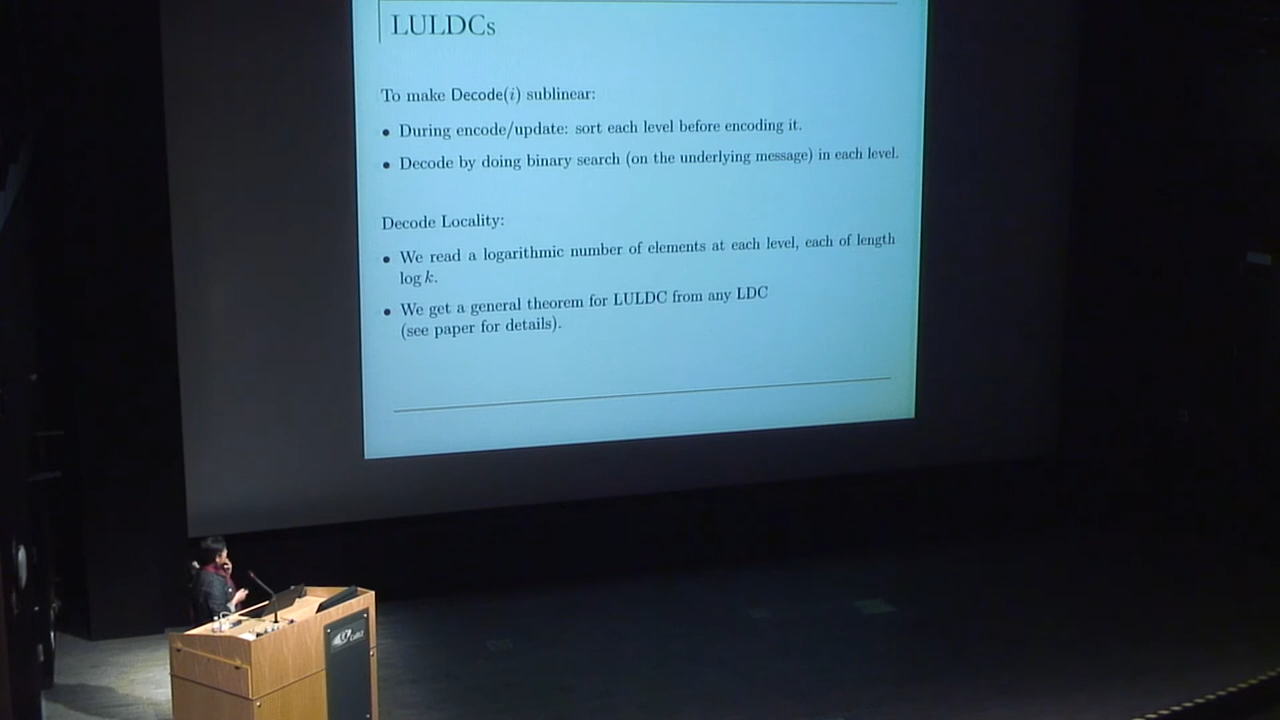 LULDCs
To make Decode(i) sublinear:
• During encode/update: sort each level before encoding it.
• Decode by doing binary search (on the underlying message) in each level.
Decode Locality:
• We read a logarithmic number of elements at each level, each of length
log k.
• We get a general theorem for LULDC from any LDC
(see paper for details).